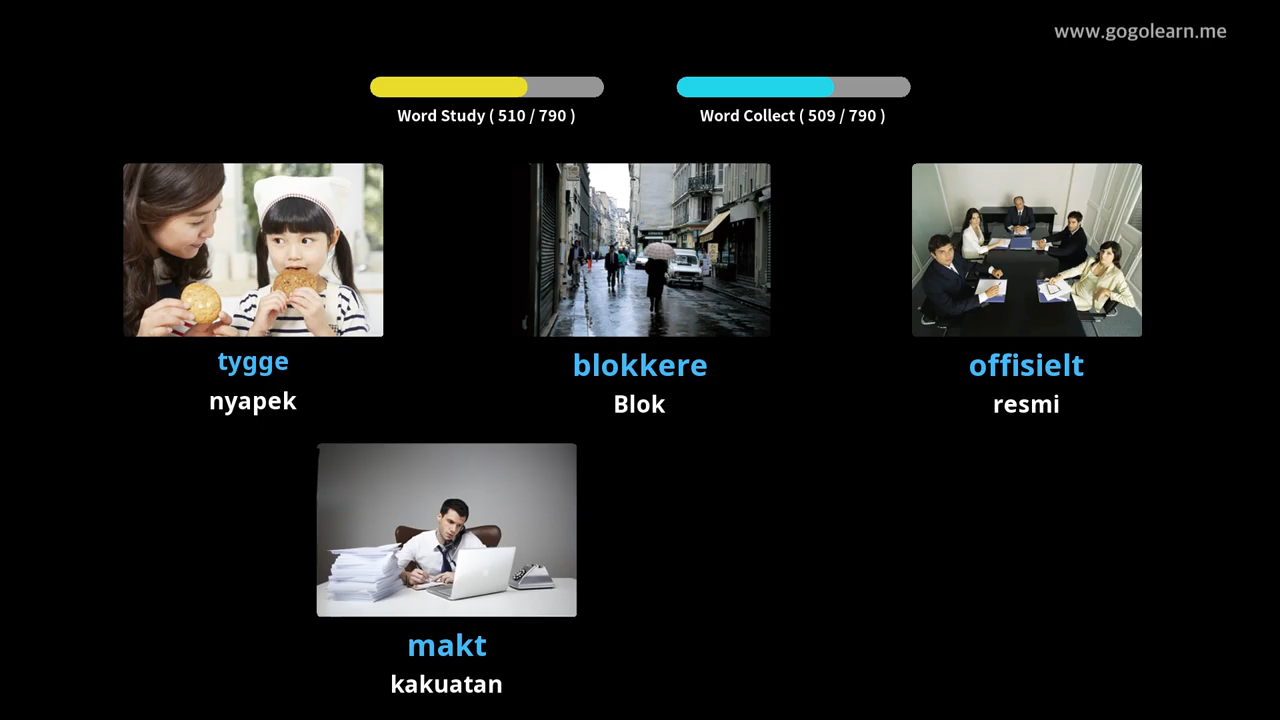 www.gogolearn.me
Word Study ( 510 / 790 )
Word Collect ( 509 / 790 )
tygge
nyapek
blokkere
Blok
offisielt
resmi
makt
kakuatan